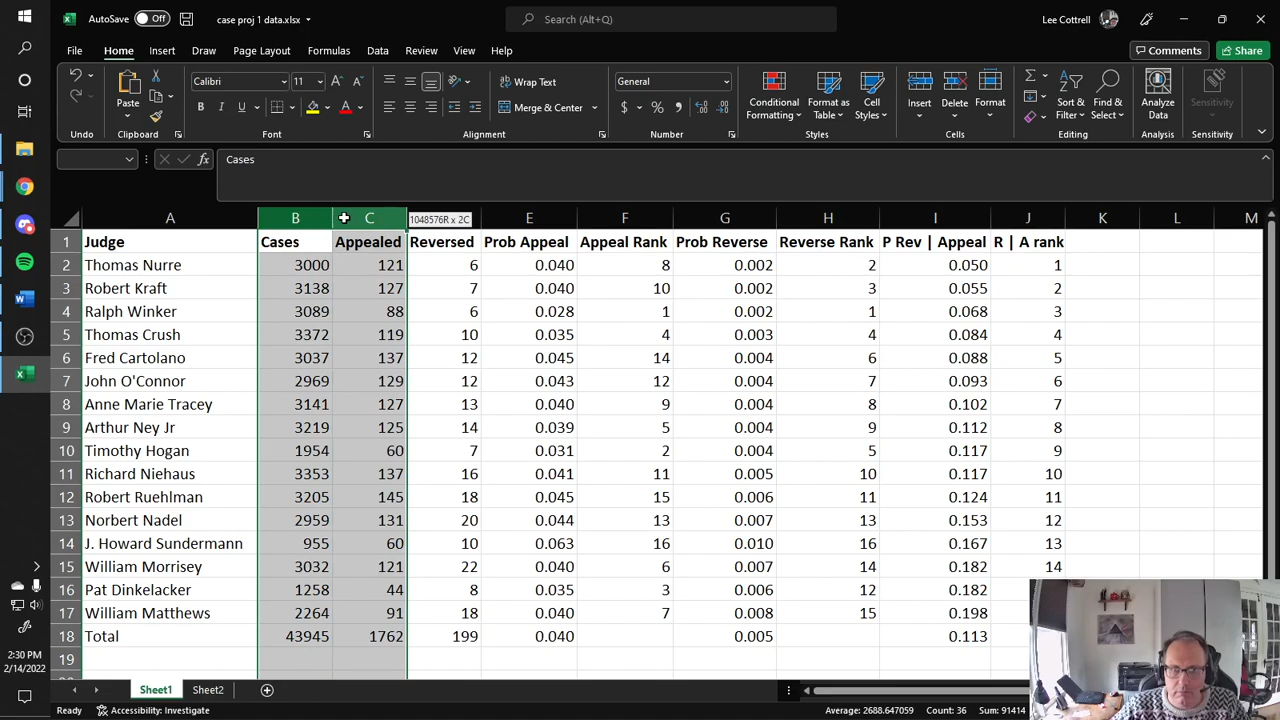 AutoSave Off case proj 1 data.xlsx Search (Alt+Q) Lee Cottrell
File Home Insert Draw Page Layout Formulas Data Review View Help Comments Share
Calibri 11 Wrap Text General
Paste B I U Merge & Center $ % Conditional Formatting Format as Table Cell Styles Insert Delete Format Sort & Filter Find & Select Analyze Data Sensitivity
Undo Clipboard Font Alignment Number Styles Cells Editing Analysis Sensitivity
fx Cases
A B C 1048576R x 2C E F G H I J K L M
1 Judge Cases Appealed Reversed Prob Appeal Appeal Rank Prob Reverse Reverse Rank P Rev | Appeal R | A rank
2 Thomas Nurre 3000 121 6 0.040 8 0.002 2 0.050 1
3 Robert Kraft 3138 127 7 0.040 10 0.002 3 0.055 2
4 Ralph Winker 3089 88 6 0.028 1 0.002 1 0.068 3
5 Thomas Crush 3372 119 10 0.035 4 0.003 4 0.084 4
6 Fred Cartolano 3037 137 12 0.045 14 0.004 6 0.088 5
7 John O'Connor 2969 129 12 0.043 12 0.004 7 0.093 6
8 Anne Marie Tracey 3141 127 13 0.040 9 0.004 8 0.102 7
9 Arthur Ney Jr 3219 125 14 0.039 5 0.004 9 0.112 8
10 Timothy Hogan 1954 60 7 0.031 2 0.004 5 0.117 9
11 Richard Niehaus 3353 137 16 0.041 11 0.005 10 0.117 10
12 Robert Ruehlman 3205 145 18 0.045 15 0.006 11 0.124 11
13 Norbert Nadel 2959 131 20 0.044 13 0.007 13 0.153 12
14 J. Howard Sundermann 955 60 10 0.063 16 0.010 16 0.167 13
15 William Morrisey 3032 121 22 0.040 6 0.007 14 0.182 14
16 Pat Dinkelacker 1258 44 8 0.035 3 0.006 12 0.182
17 William Matthews 2264 91 18 0.040 7 0.008 15 0.198
18 Total 43945 1762 199 0.040 0.005 0.113
19
2:30 PM
2/14/2022
Sheet1 Sheet2
Ready Accessibility: Investigate Average: 2688.647059 Count: 36 Sum: 91414